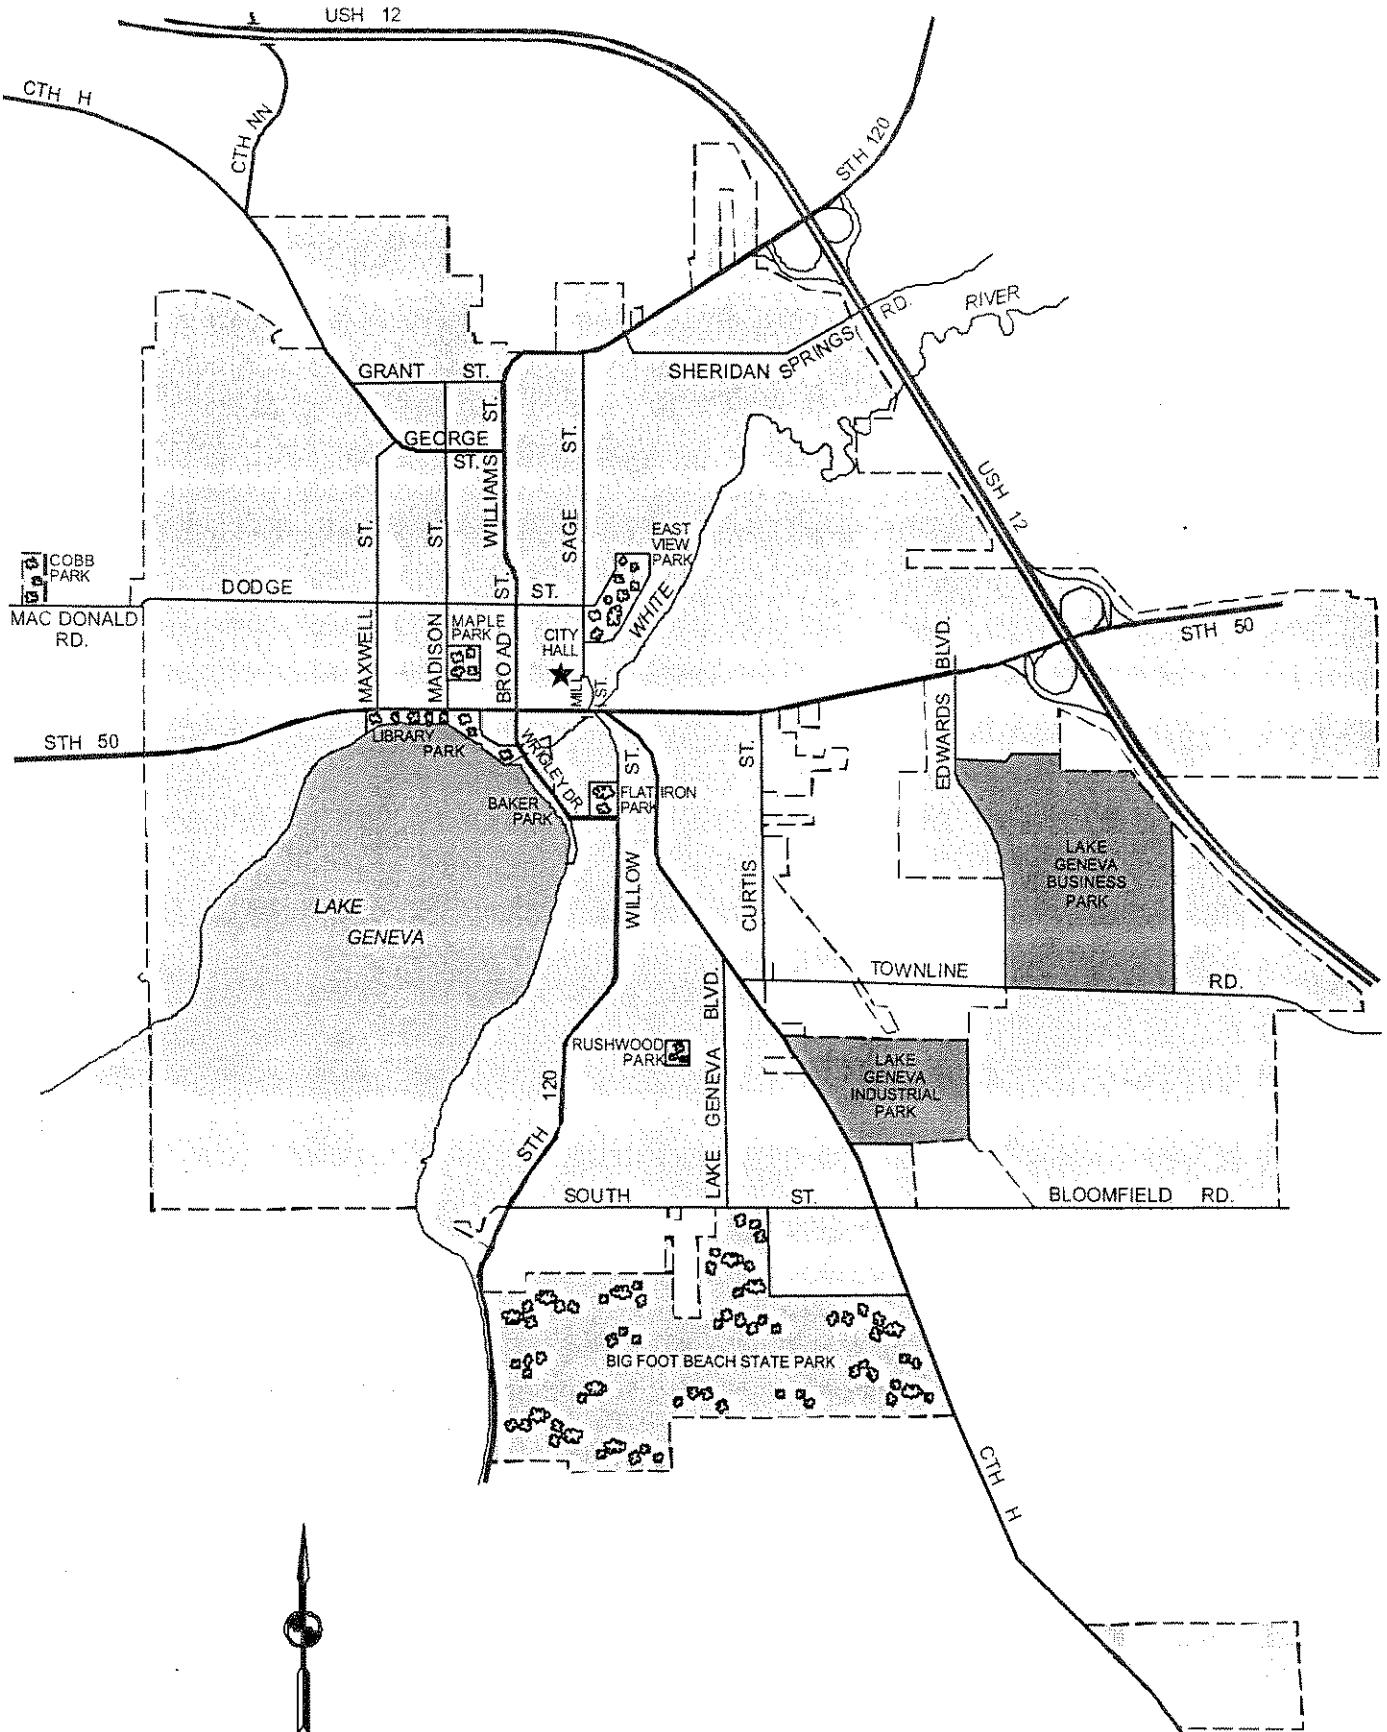 USH 12
CTH H
CTH NN
STH 120
RIVER
SHERIDAN SPRINGS RD.
GRANT ST.
GEORGE
ST.
WILLIAMS ST.
SAGE ST.
USH 12
MAXWELL ST.
MADISON ST.
EAST
VIEW
PARK
COBB
PARK
DODGE ST.
MAC DONALD
RD.
MAPLE
PARK
BROAD ST.
CITY
HALL
WHITE
MILL
ST.
STH 50
EDWARDS BLVD.
STH 50
LIBRARY
PARK
WRIGLEY DR.
BAKER
PARK
FLAT IRON
PARK
WILLOW ST.
CURTIS ST.
LAKE
GENEVA
BUSINESS
PARK
LAKE
GENEVA
TOWNLINE RD.
RUSHWOOD
PARK
LAKE GENEVA BLVD.
LAKE
GENEVA
INDUSTRIAL
PARK
STH 120
SOUTH ST.
BLOOMFIELD RD.
BIG FOOT BEACH STATE PARK
CTH H